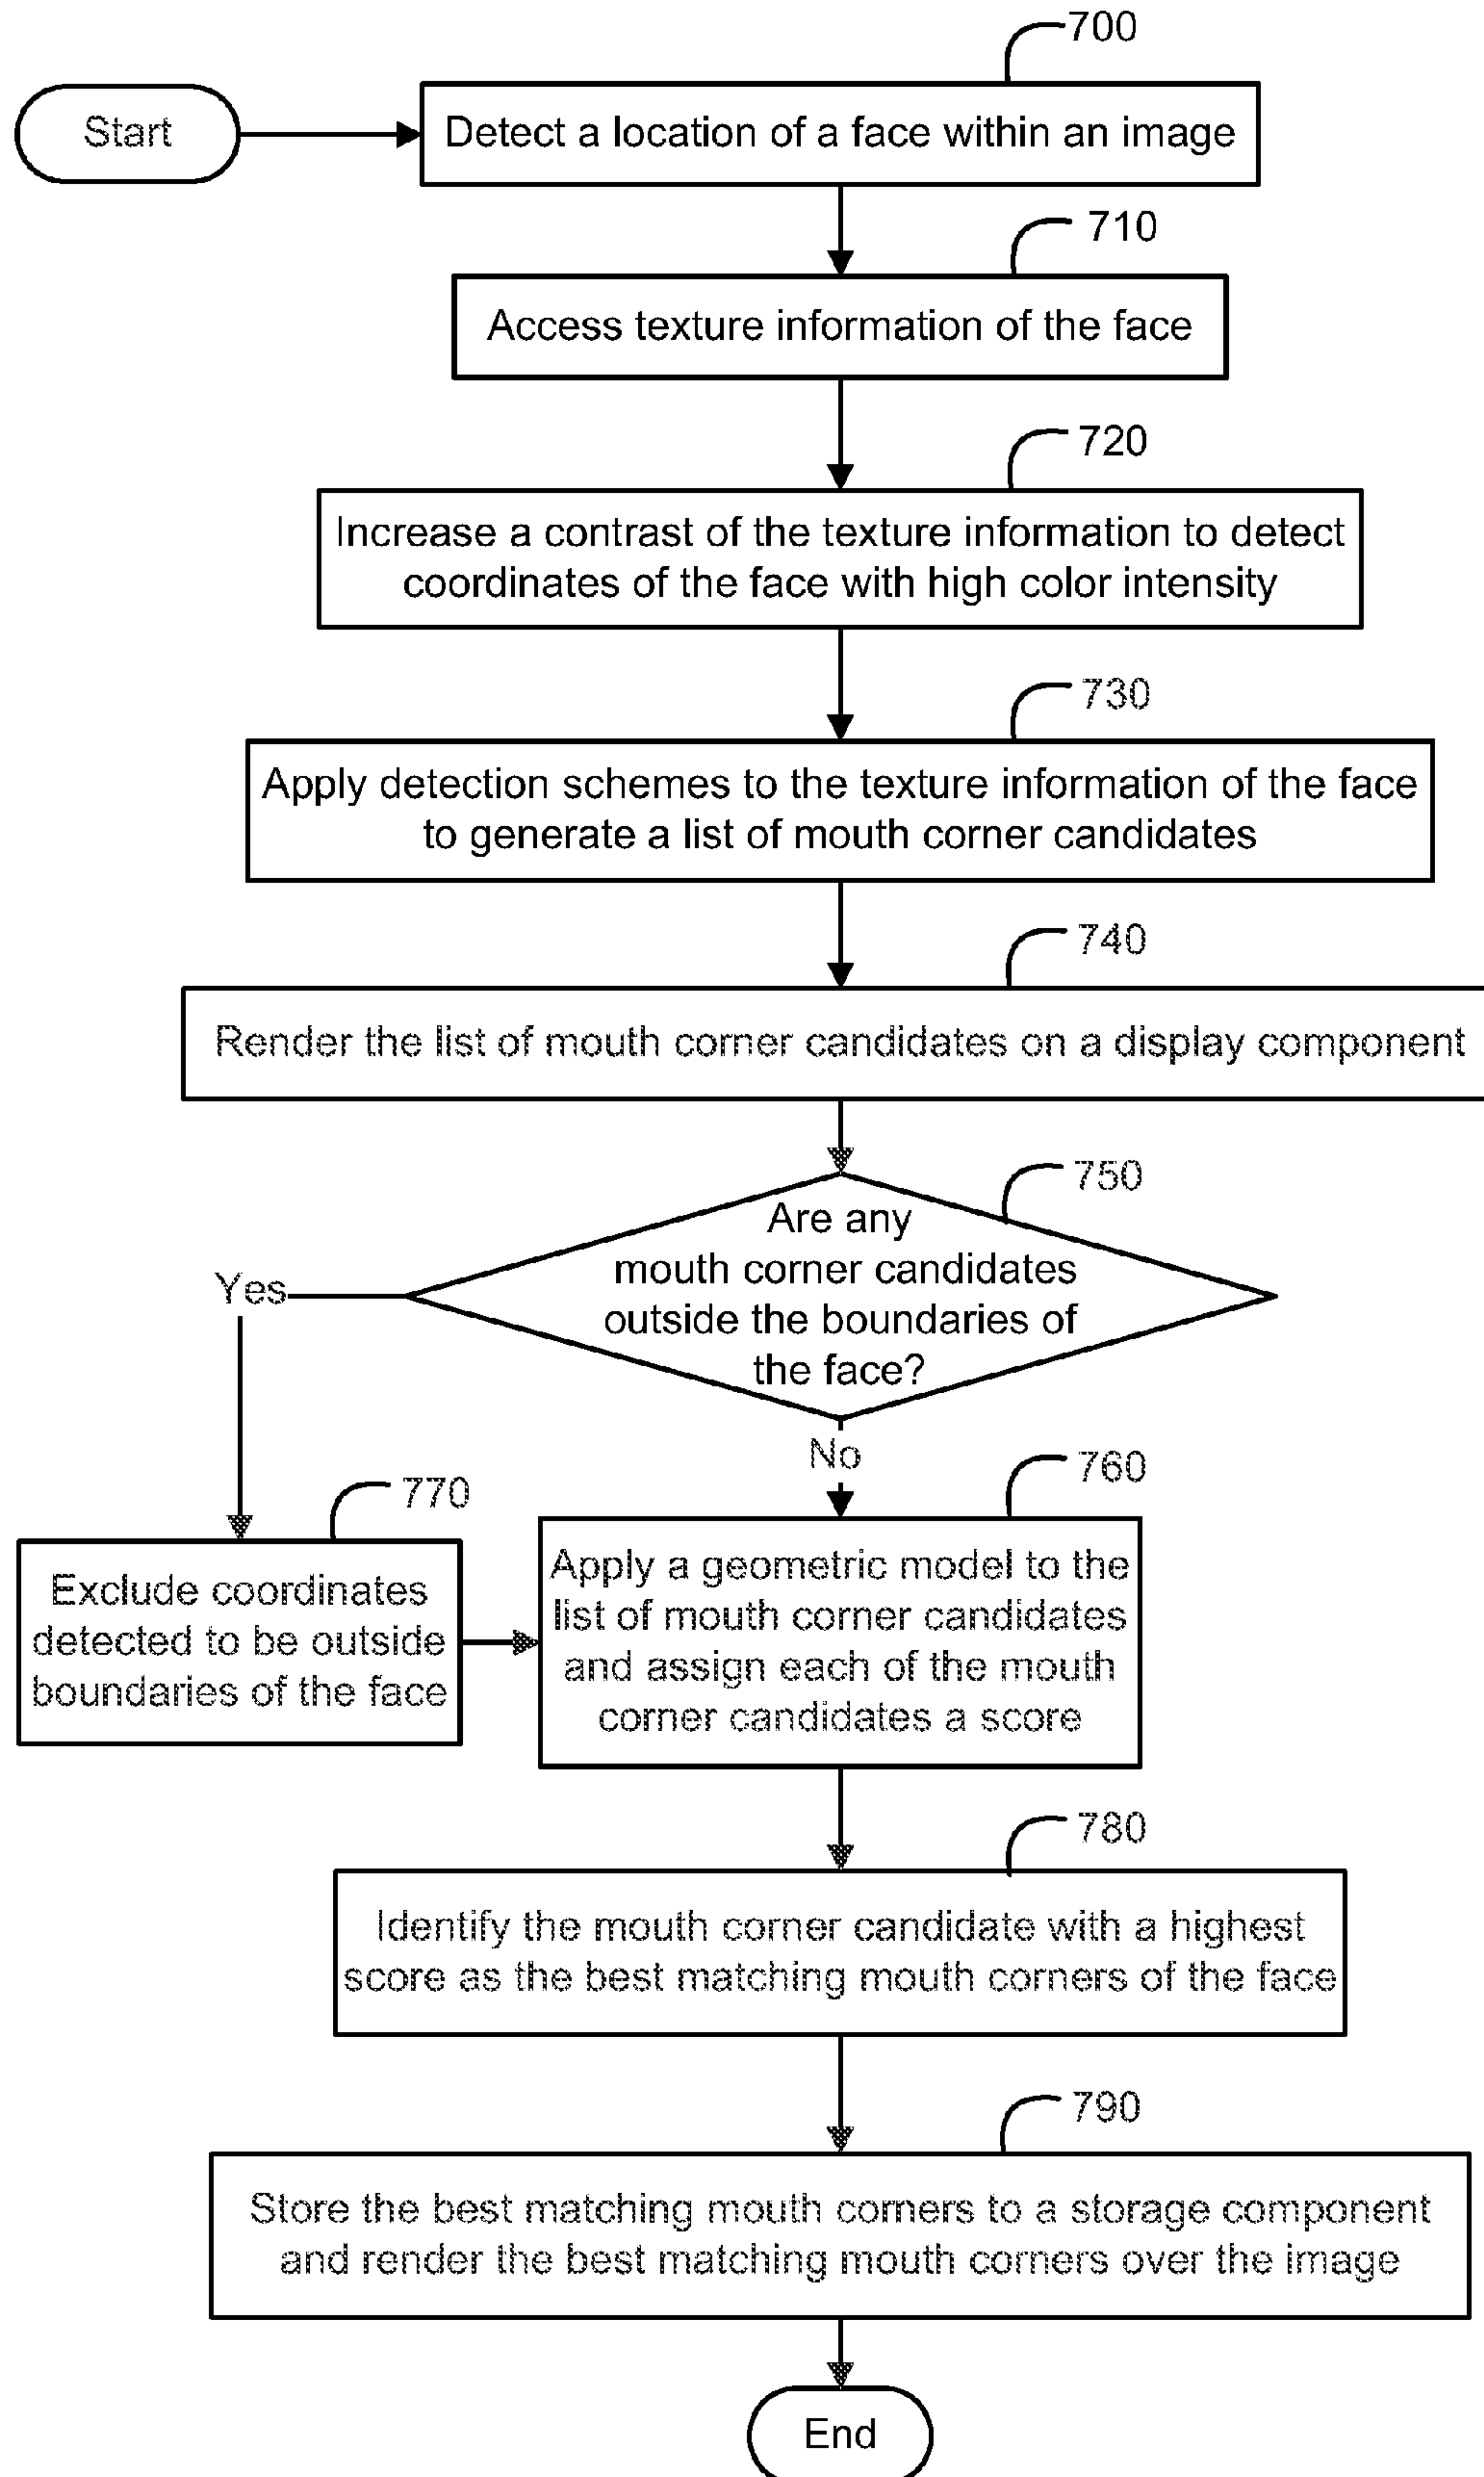 700
Start
Detect a location of a face within an image
710
Access texture information of the face
720
Increase a contrast of the texture information to detect
coordinates of the face with high color intensity
730
Apply detection schemes to the texture information of the face
to generate a list of mouth corner candidates
740
Render the list of mouth corner candidates on a display component
750
Are any
mouth corner candidates
outside the boundaries of
the face?
Yes
No
760
770
Exclude coordinates
detected to be outside
boundaries of the face
Apply a geometric model to the
list of mouth corner candidates
and assign each of the mouth
corner candidates a score
780
Identify the mouth corner candidate with a highest
score as the best matching mouth corners of the face
790
Store the best matching mouth corners to a storage component
and render the best matching mouth corners over the image
End